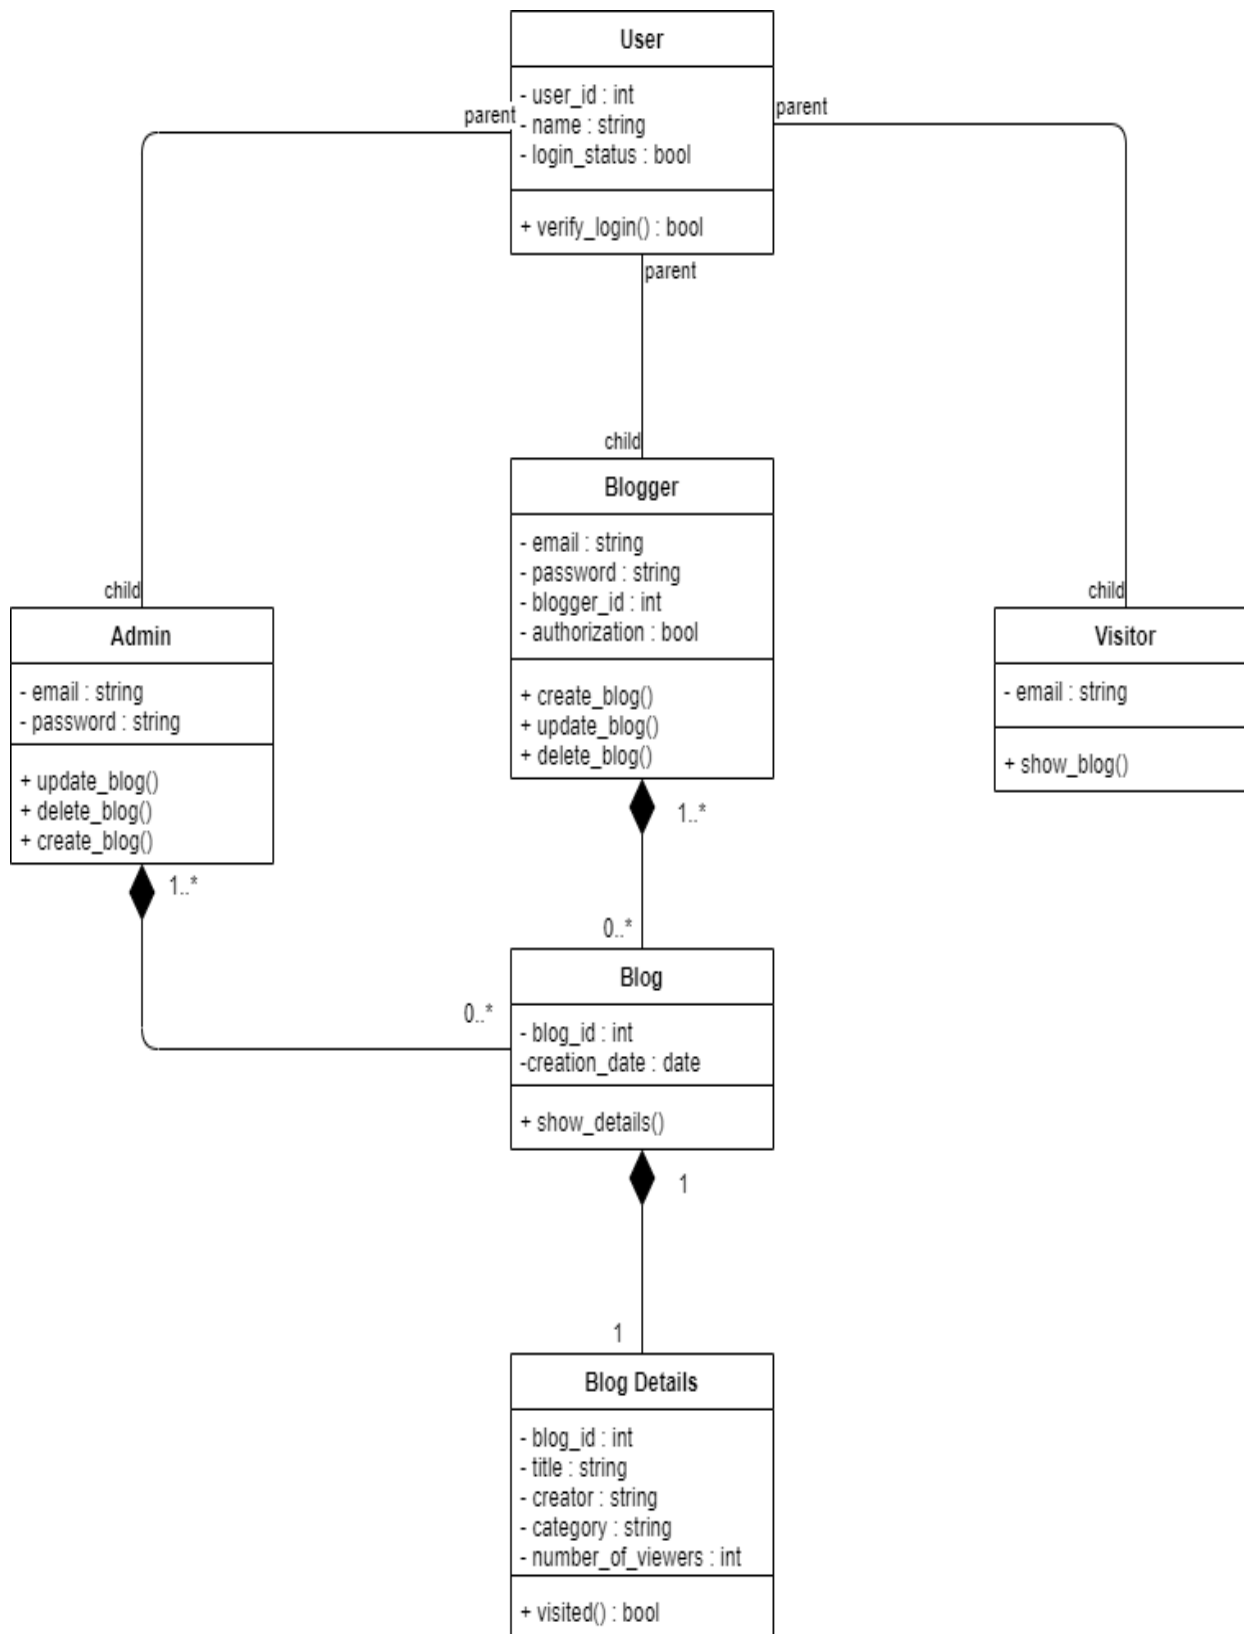 User
- user_id : int
- name : string
- login_status : bool
+ verify_login() : bool
parent
parent
parent
child
child
child
Blogger
- email : string
- password : string
- blogger_id : int
- authorization : bool
+ create_blog()
+ update_blog()
+ delete_blog()
Admin
- email : string
- password : string
+ update_blog()
+ delete_blog()
+ create_blog()
Visitor
- email : string
+ show_blog()
1..*
1..*
0..*
0..*
Blog
- blog_id : int
-creation_date : date
+ show_details()
1
1
Blog Details
- blog_id : int
- title : string
- creator : string
- category : string
- number_of_viewers : int
+ visited() : bool